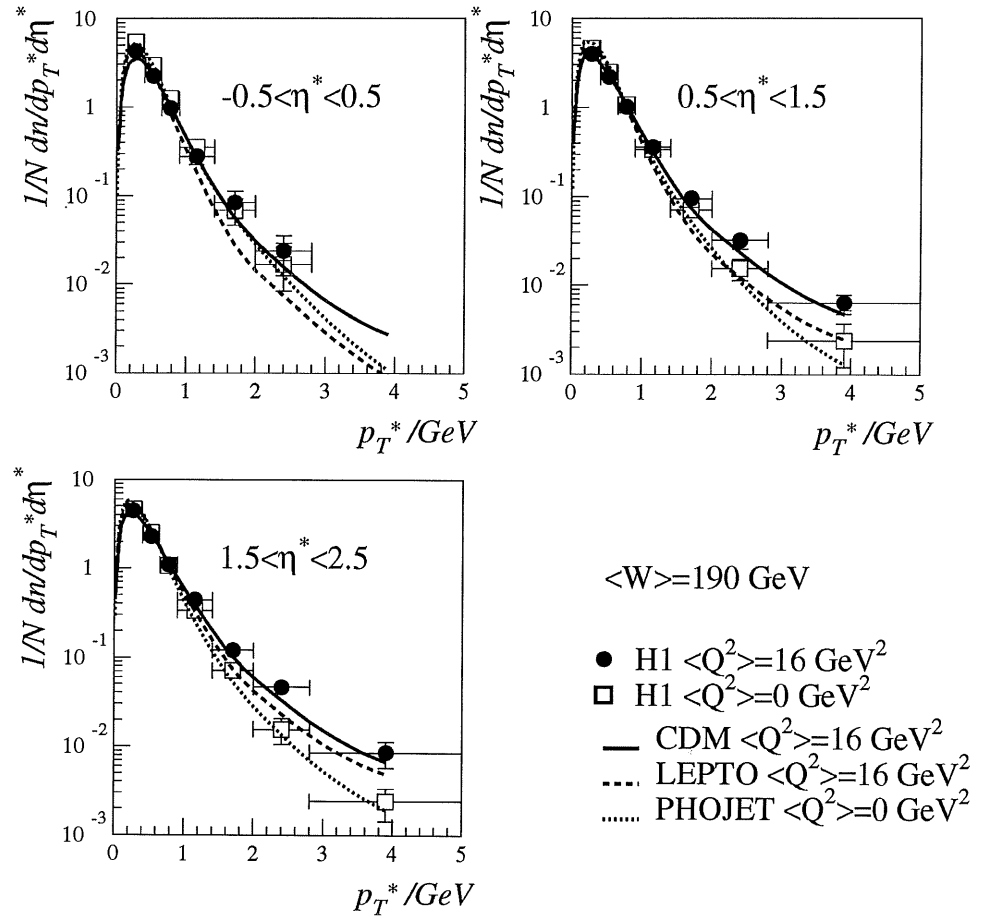 1/N dn/dp_T*dη*
10
1
10^-1
10^-2
10^-3
-0.5<η*<0.5
0 1 2 3 4 5
p_T*/GeV
1/N dn/dp_T*dη*
10
1
10^-1
10^-2
10^-3
0.5<η*<1.5
0 1 2 3 4 5
p_T*/GeV
1/N dn/dp_T*dη*
10
1
10^-1
10^-2
10^-3
1.5<η*<2.5
0 1 2 3 4 5
p_T*/GeV
<W>=190 GeV
H1 <Q²>=16 GeV²
H1 <Q²>=0 GeV²
CDM <Q²>=16 GeV²
LEPTO <Q²>=16 GeV²
PHOJET <Q²>=0 GeV²